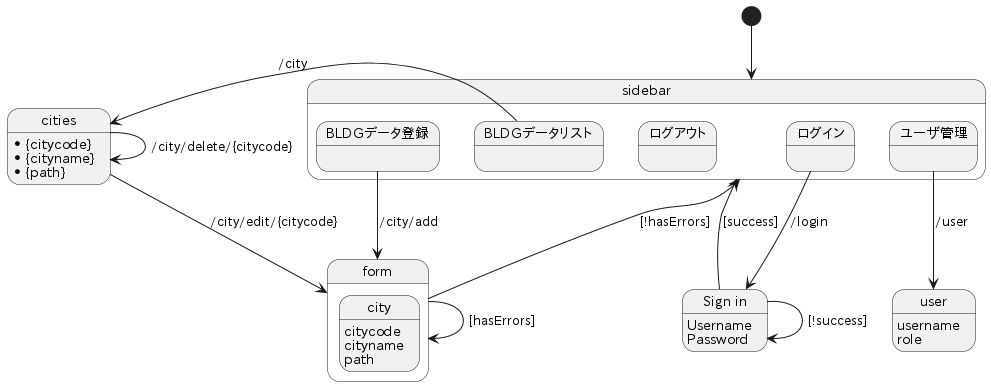 /city
sidebar
cities
• {citycode}
• {cityname}
• {path}
/city/delete/{citycode}
BLDGデータ登録
BLDGデータリスト
ログアウト
ログイン
ユーザ管理
/city/edit/{citycode}
/city/add
[!hasErrors]
[success]
/login
/user
form
city
citycode
cityname
path
[hasErrors]
Sign in
Username
Password
[!success]
user
username
role